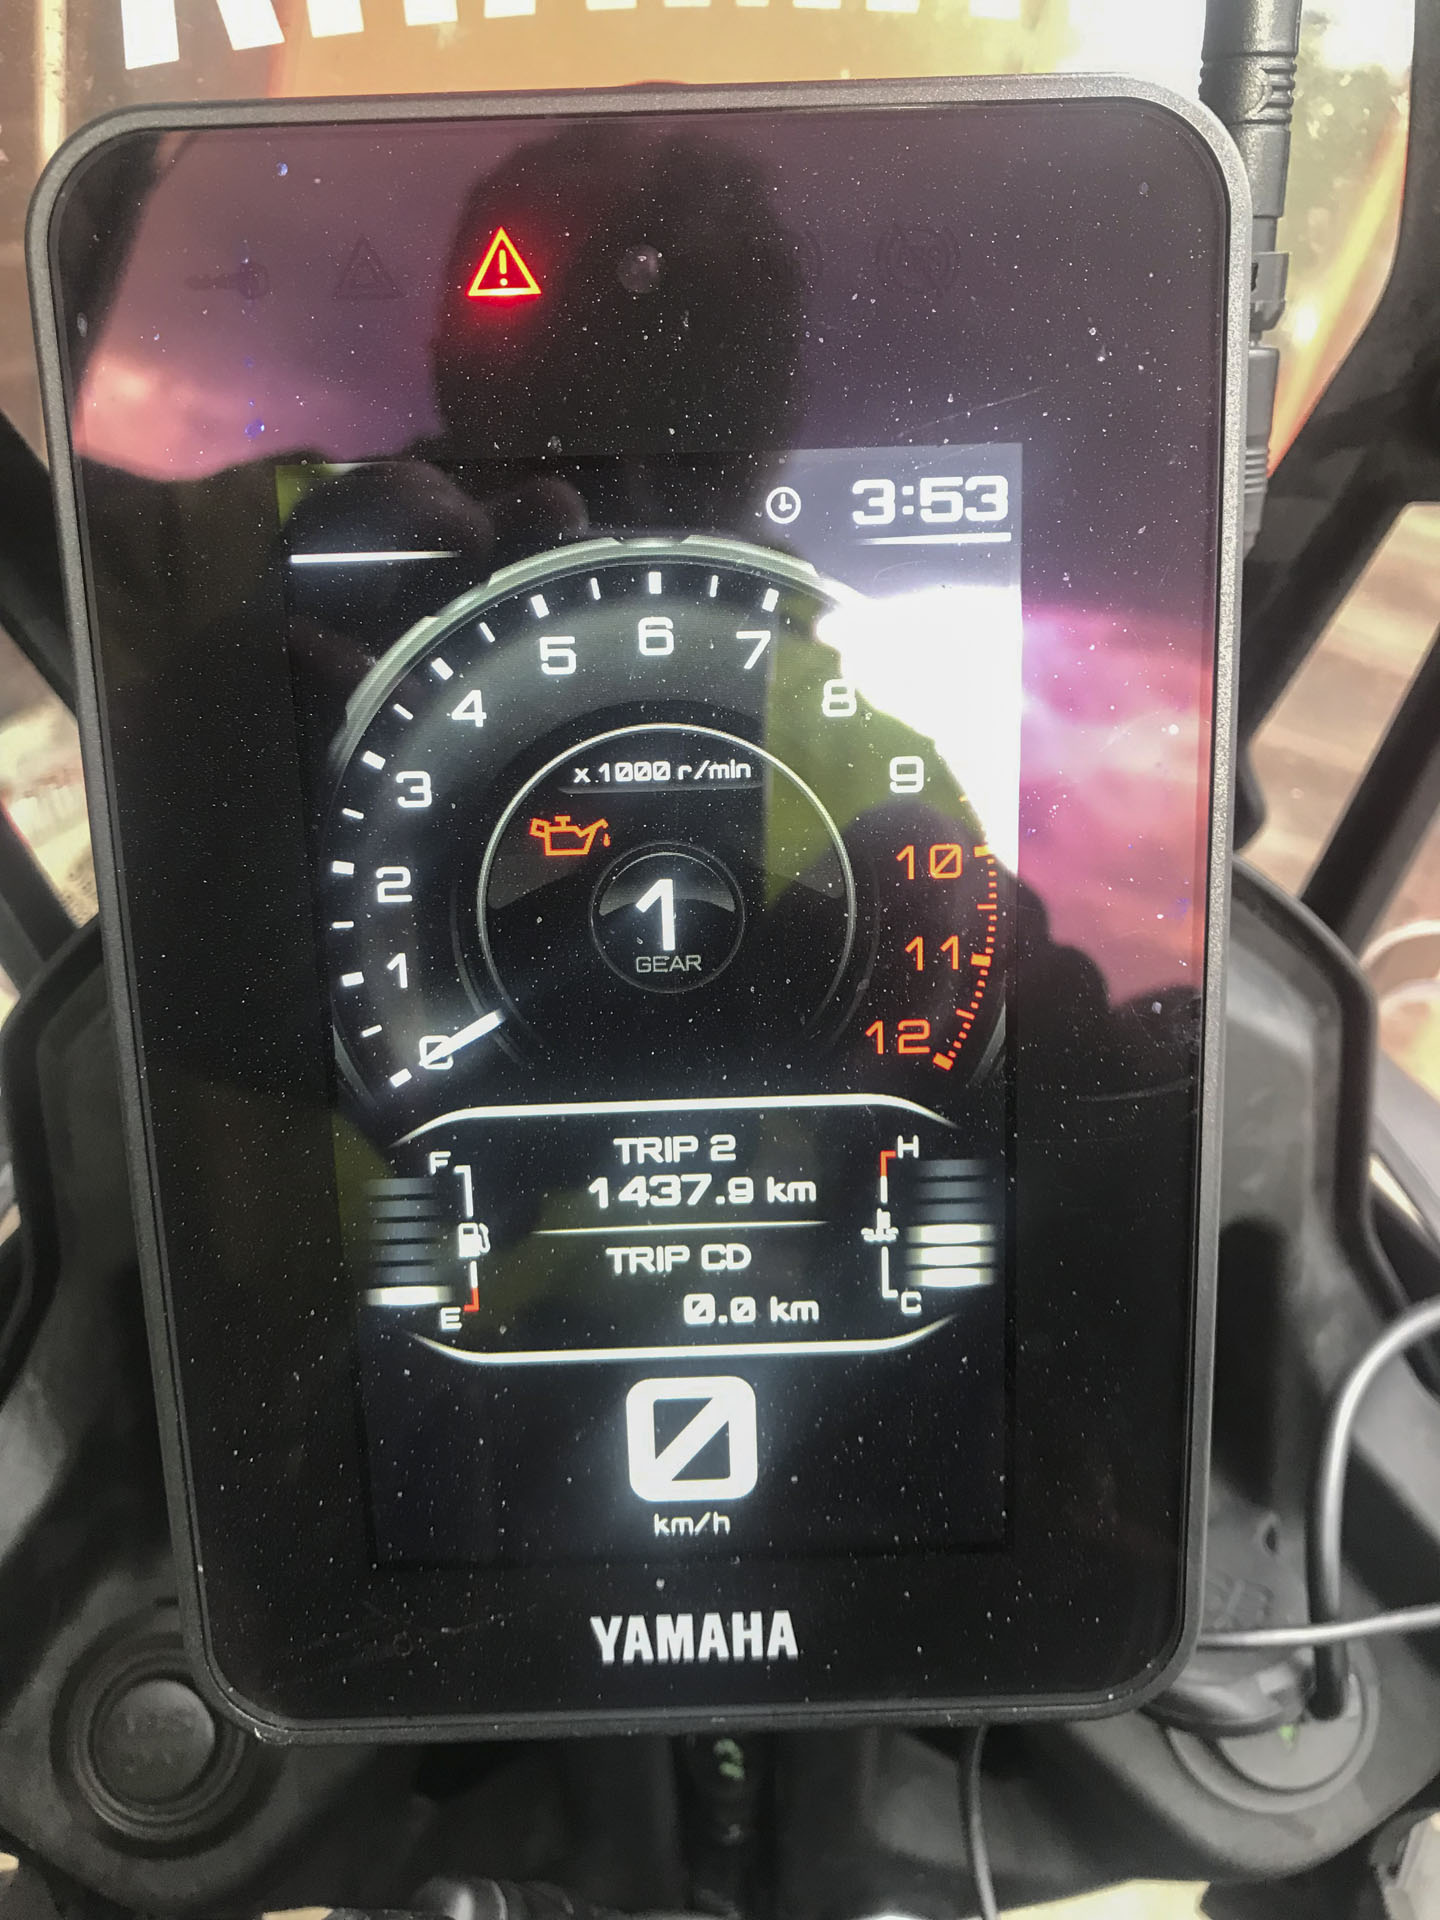 3:53
5 6 7
4 8
3 9
x 1000 r/min
2 10
1
GEAR
1 11
0 12
F TRIP 2 H
1437.9 km
TRIP CD
E 0.0 km C
0
km/h
YAMAHA